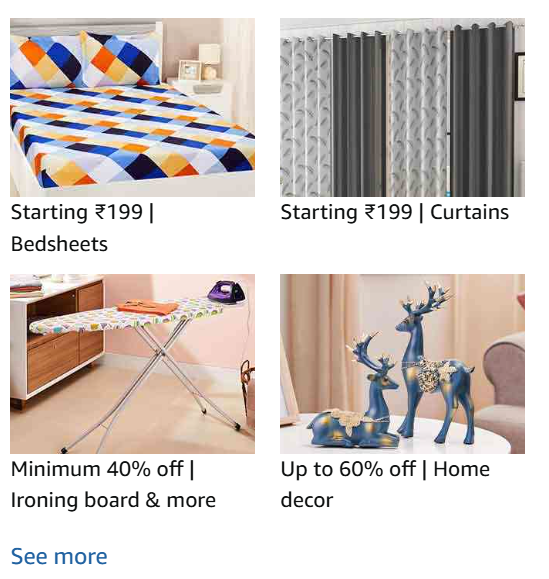 Starting ₹199 |
Bedsheets
Starting ₹199 | Curtains
Minimum 40% off |
Ironing board & more
Up to 60% off | Home
decor
See more